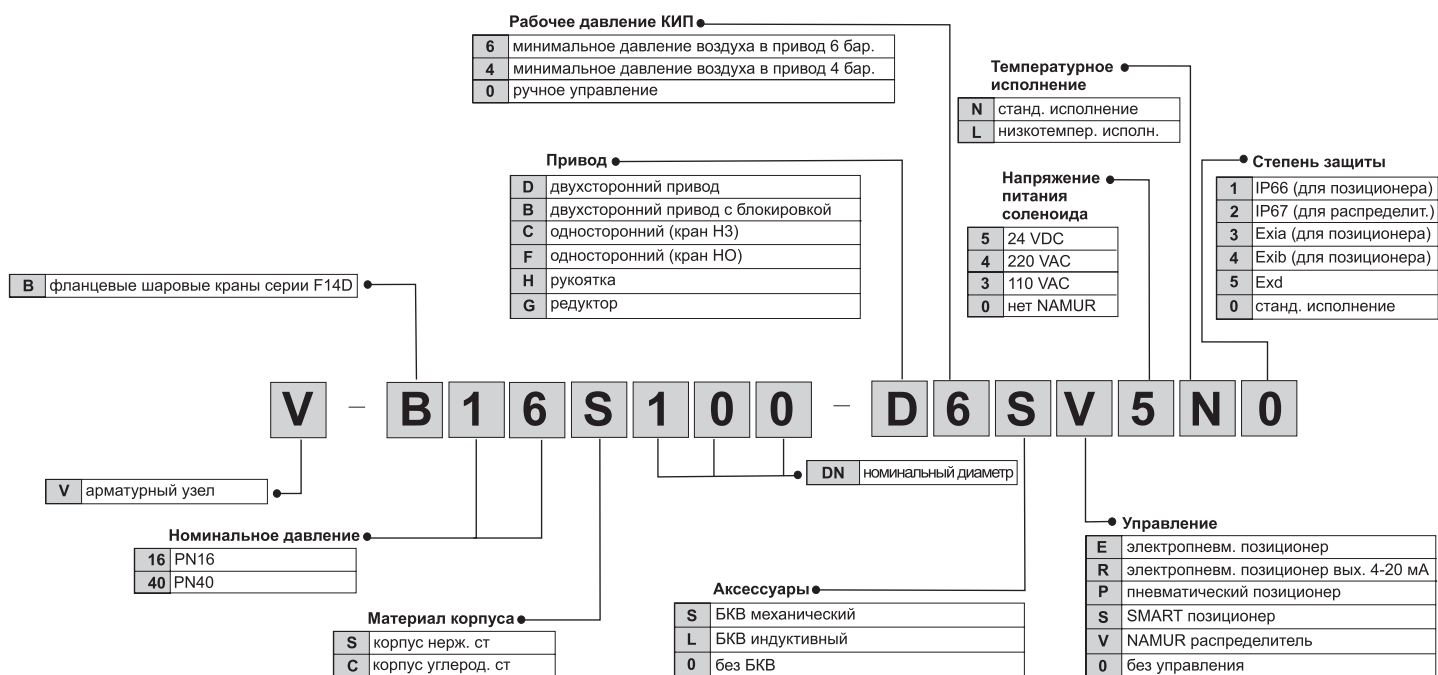 Рабочее давление КИП
6 минимальное давление воздуха в привод 6 бар.
4 минимальное давление воздуха в привод 4 бар.
0 ручное управление
Температурное
исполнение
N станд. исполнение
L низкотемпер. исполн.
Привод
D двухсторонний привод
B двухсторонний привод с блокировкой
C односторонний (кран НЗ)
F односторонний (кран НО)
H рукоятка
G редуктор
Напряжение
питания
соленоида
5 24 VDC
4 220 VAC
3 110 VAC
0 нет NAMUR
Степень защиты
1 IP66 (для позиционера)
2 IP67 (для распределит.)
3 Exia (для позиционера)
4 Exib (для позиционера)
5 Exd
0 станд. исполнение
B фланцевые шаровые краны серии F14D
V – B 1 6 S 1 0 0 – D 6 S V 5 N 0
V арматурный узел
DN номинальный диаметр
Номинальное давление
16 PN16
40 PN40
Материал корпуса
S корпус нерж. ст
C корпус углерод. ст
Аксессуары
S БКВ механический
L БКВ индуктивный
0 без БКВ
Управление
E электропневм. позиционер
R электропневм. позиционер вых. 4-20 мА
P пневматический позиционер
S SMART позиционер
V NAMUR распределитель
0 без управления